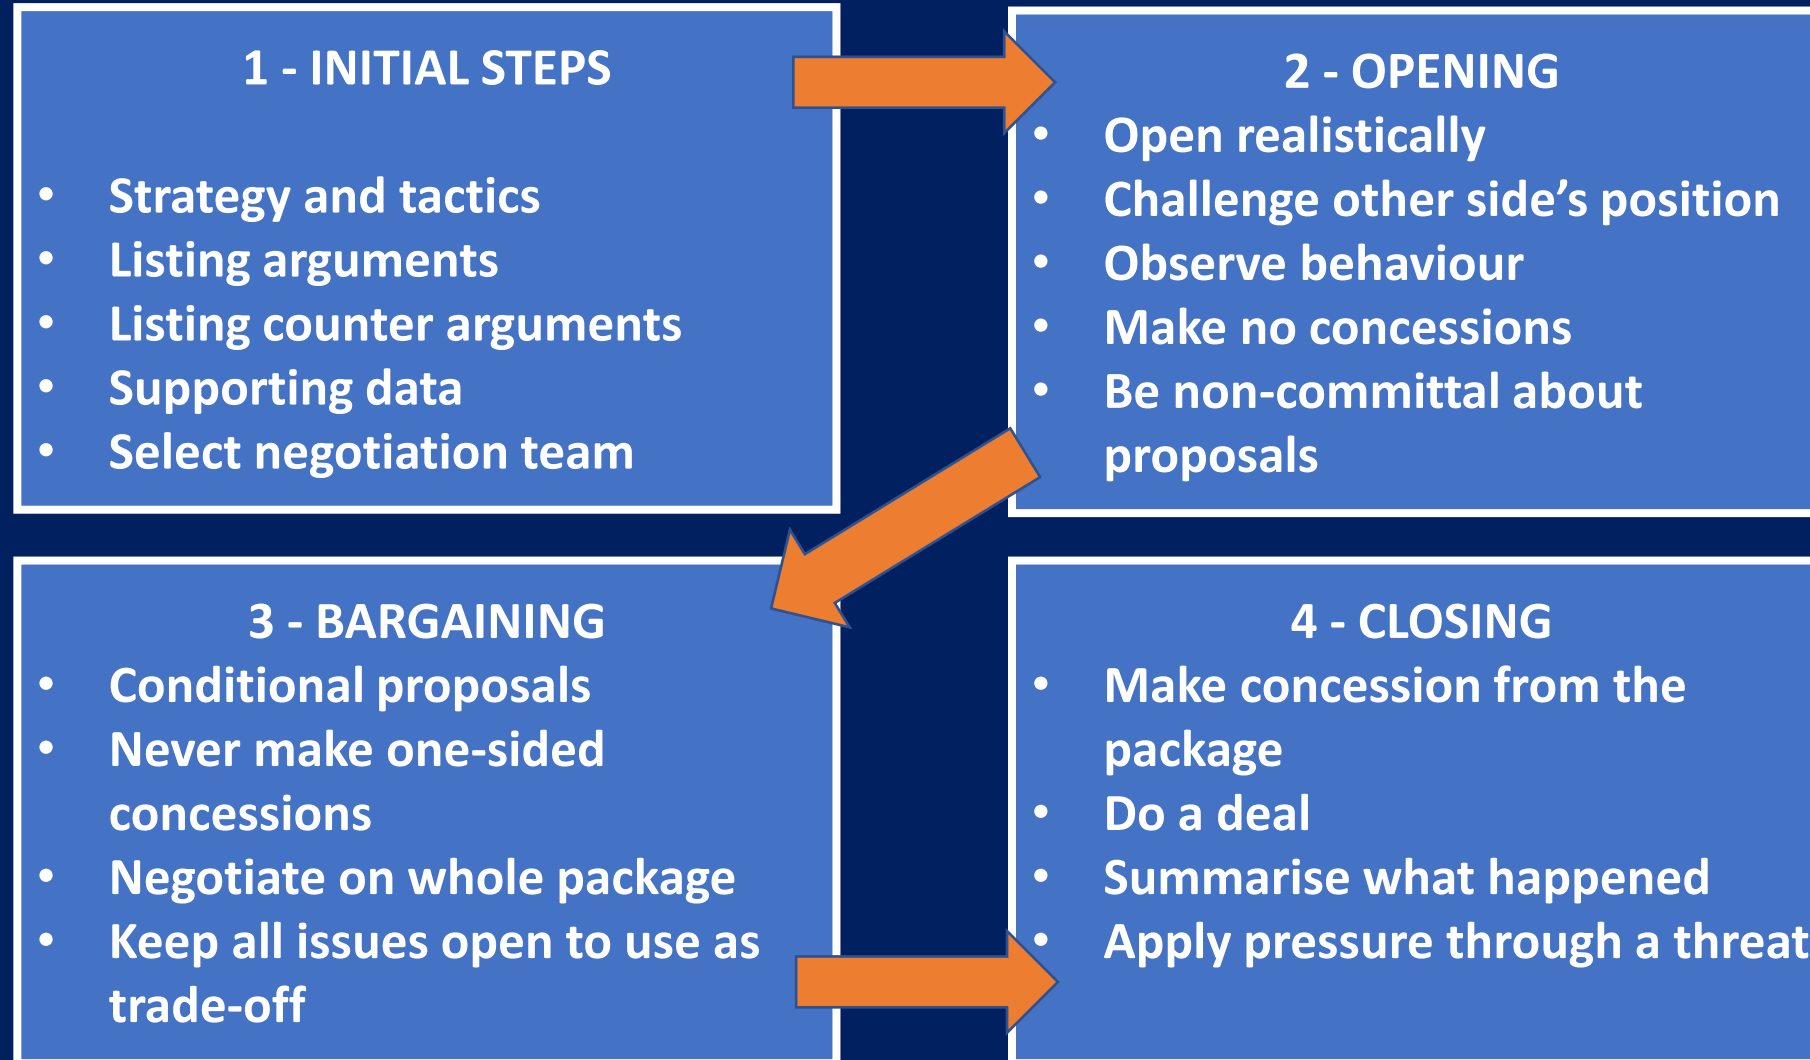 1 - INITIAL STEPS
• Strategy and tactics
• Listing arguments
• Listing counter arguments
• Supporting data
• Select negotiation team
2 - OPENING
• Open realistically
• Challenge other side’s position
• Observe behaviour
• Make no concessions
• Be non-committal about
proposals
3 - BARGAINING
• Conditional proposals
• Never make one-sided
concessions
• Negotiate on whole package
• Keep all issues open to use as
trade-off
4 - CLOSING
• Make concession from the
package
• Do a deal
• Summarise what happened
• Apply pressure through a threat